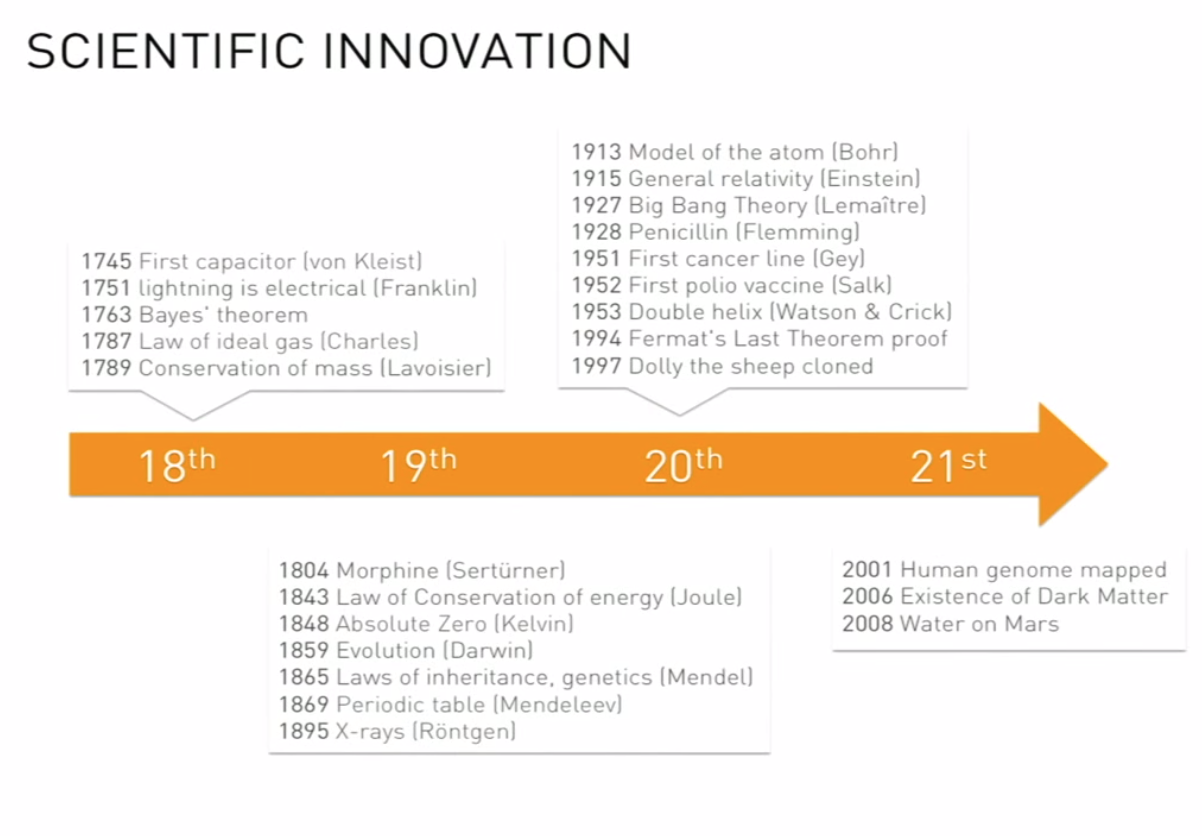 SCIENTIFIC INNOVATION
1745 First capacitor (von Kleist)
1751 lightning is electrical (Franklin)
1763 Bayes' theorem
1787 Law of ideal gas (Charles)
1789 Conservation of mass (Lavoisier)
1913 Model of the atom (Bohr)
1915 General relativity (Einstein)
1927 Big Bang Theory (Lemaître)
1928 Penicillin (Flemming)
1951 First cancer line (Gey)
1952 First polio vaccine (Salk)
1953 Double helix (Watson & Crick)
1994 Fermat's Last Theorem proof
1997 Dolly the sheep cloned
18th 19th 20th 21st
1804 Morphine (Sertürner)
1843 Law of Conservation of energy (Joule)
1848 Absolute Zero (Kelvin)
1859 Evolution (Darwin)
1865 Laws of inheritance, genetics (Mendel)
1869 Periodic table (Mendeleev)
1895 X-rays (Röntgen)
2001 Human genome mapped
2006 Existence of Dark Matter
2008 Water on Mars